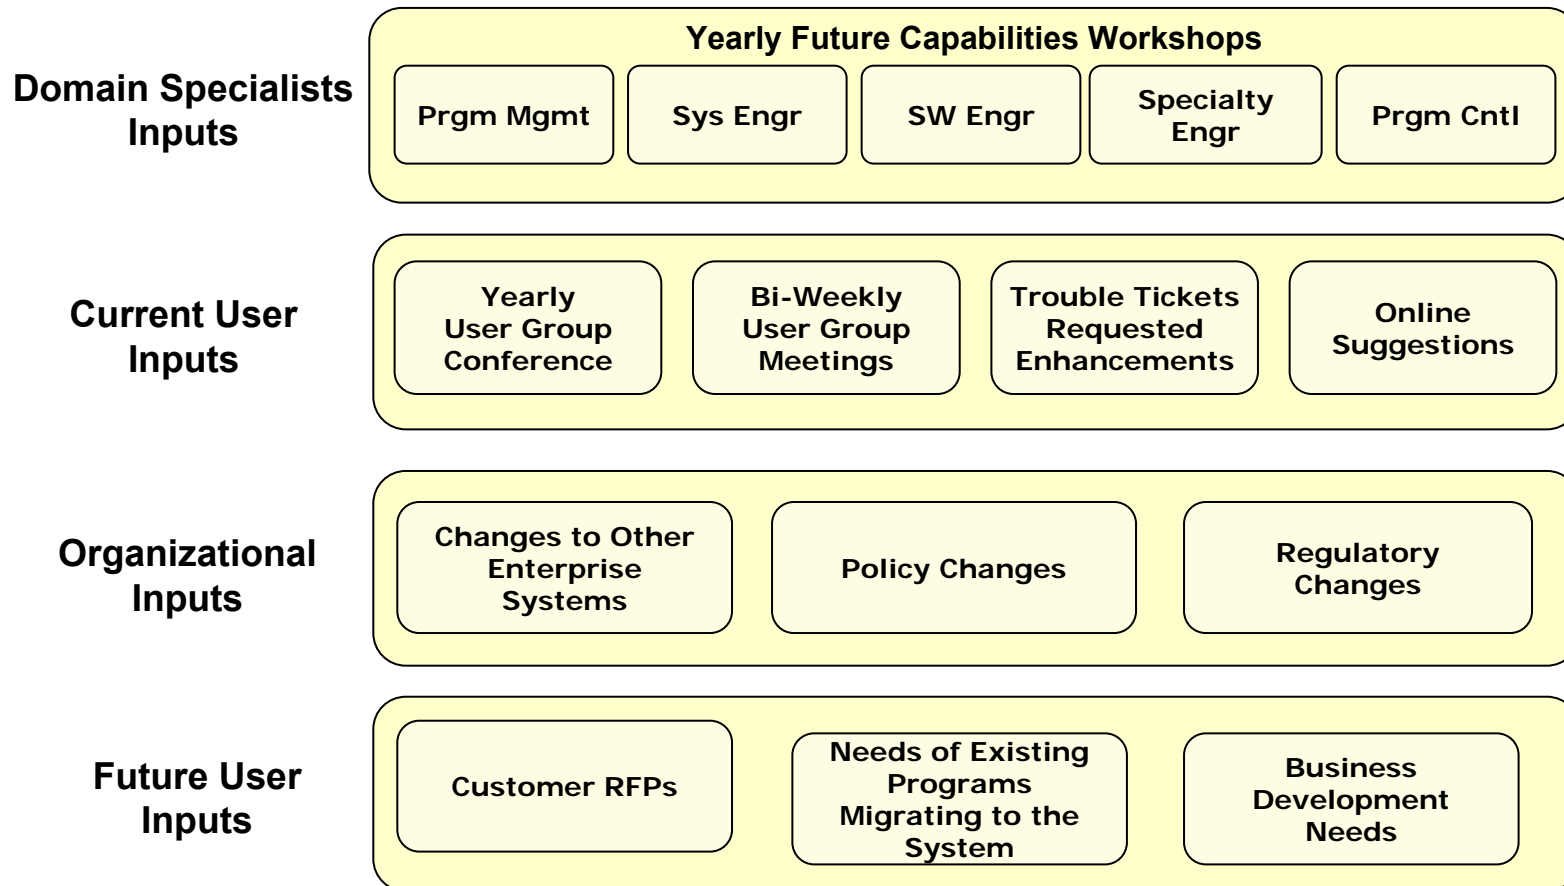 Yearly Future Capabilities Workshops
Domain Specialists
Inputs
Prgm Mgmt
Sys Engr
SW Engr
Specialty
Engr
Prgm Cntl
Current User
Inputs
Yearly
User Group
Conference
Bi-Weekly
User Group
Meetings
Trouble Tickets
Requested
Enhancements
Online
Suggestions
Organizational
Inputs
Changes to Other
Enterprise
Systems
Policy Changes
Regulatory
Changes
Future User
Inputs
Customer RFPs
Needs of Existing
Programs
Migrating to the
System
Business
Development
Needs